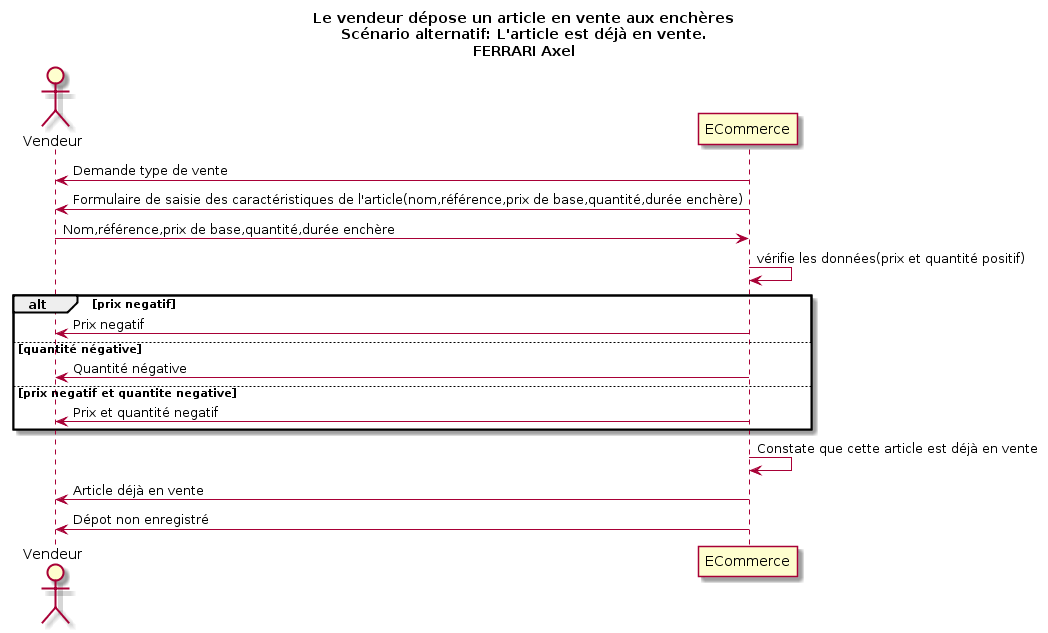 Le vendeur dépose un article en vente aux enchères
Scénario alternatif: L'article est déjà en vente.
FERRARI Axel
Vendeur
ECommerce
Demande type de vente
Formulaire de saisie des caractéristiques de l'article(nom,référence,prix de base,quantité,durée enchère)
Nom,référence,prix de base,quantité,durée enchère
vérifie les données(prix et quantité positif)
alt [prix negatif]
Prix negatif
[quantité négative]
Quantité négative
[prix negatif et quantite negative]
Prix et quantité negatif
Constate que cette article est déjà en vente
Article déjà en vente
Dépot non enregistré
Vendeur
ECommerce